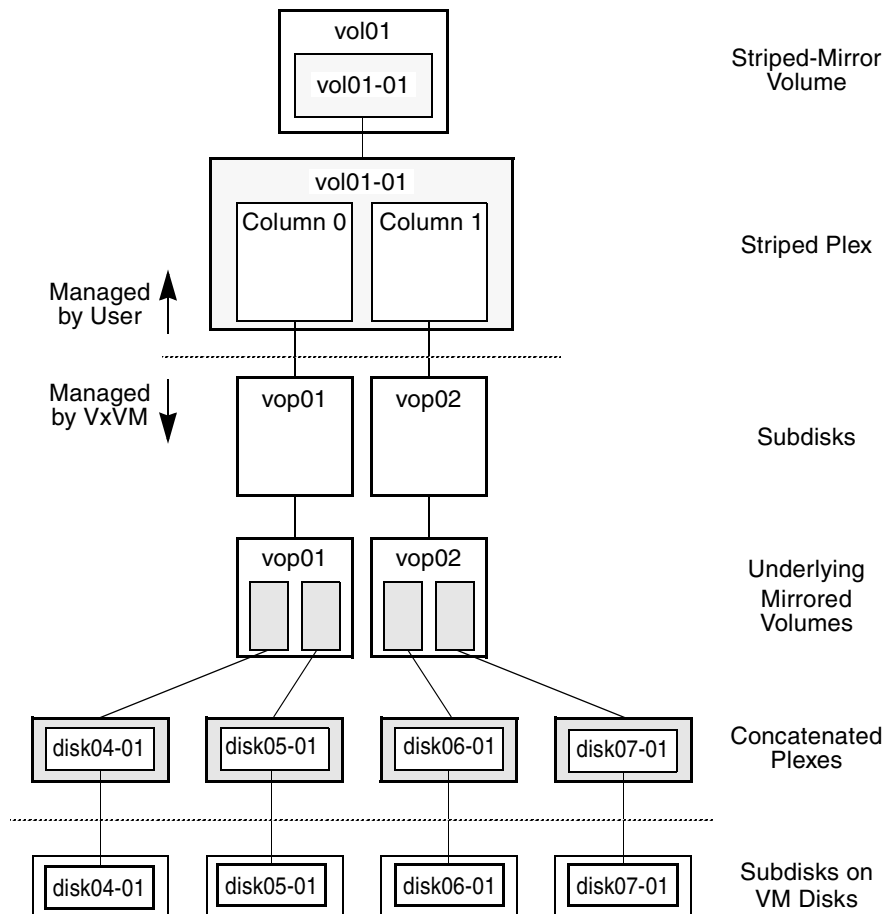 vol01
vol01-01
Striped-Mirror
Volume
vol01-01
Column 0
Column 1
Striped Plex
Managed
by User
Managed
by VxVM
vop01
vop02
Subdisks
vop01
vop02
Underlying
Mirrored
Volumes
disk04-01
disk05-01
disk06-01
disk07-01
Concatenated
Plexes
disk04-01
disk05-01
disk06-01
disk07-01
Subdisks on
VM Disks